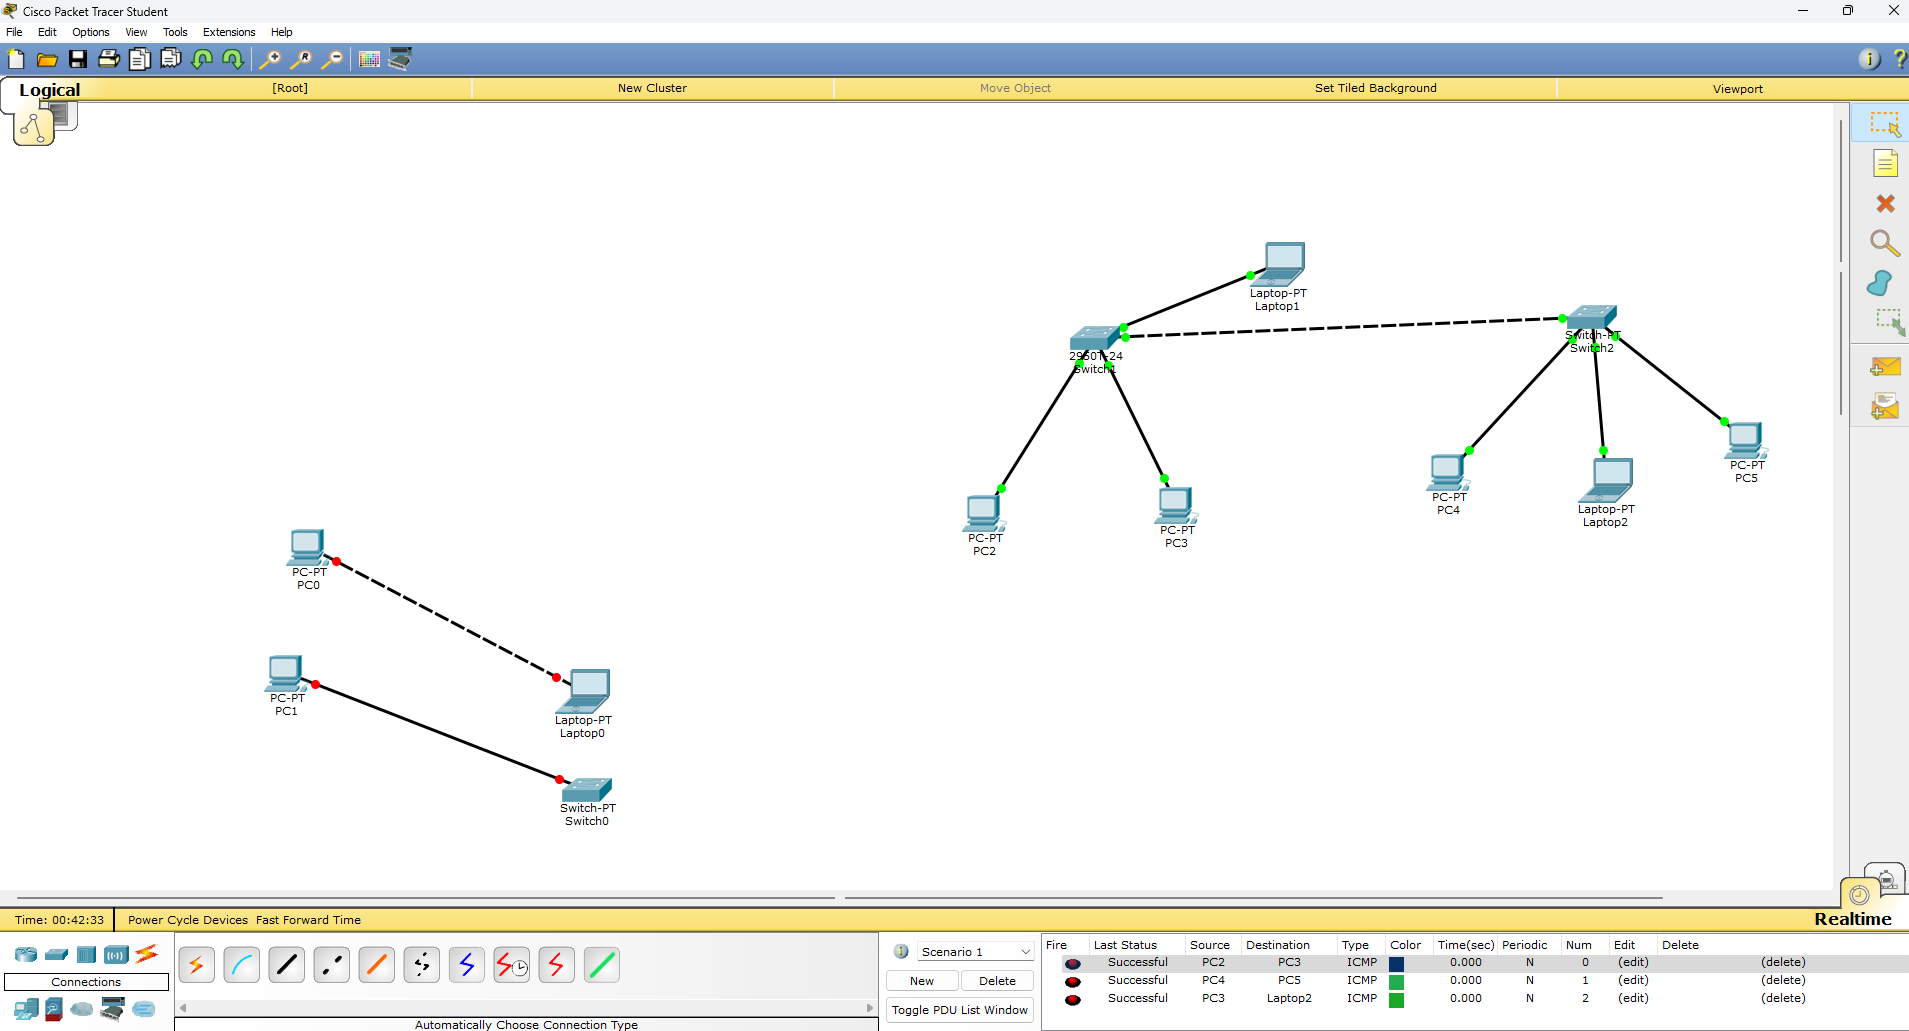 Cisco Packet Tracer Student
File Edit Options View Tools Extensions Help
Logical [Root] New Cluster Move Object Set Tiled Background Viewport
Laptop-PT
Laptop1
2950T-24
Switch1
Switch-PT
Switch2
PC-PT
PC5
PC-PT
PC4
Laptop-PT
Laptop2
PC-PT
PC2
PC-PT
PC3
PC-PT
PC0
PC-PT
PC1
Laptop-PT
Laptop0
Switch-PT
Switch0
Time: 00:42:33 Power Cycle Devices Fast Forward Time Realtime
Connections
Automatically Choose Connection Type
Scenario 1
New Delete
Toggle PDU List Window
Fire Last Status Source Destination Type Color Time(sec) Periodic Num Edit Delete
Successful PC2 PC3 ICMP 0.000 N 0 (edit) (delete)
Successful PC4 PC5 ICMP 0.000 N 1 (edit) (delete)
Successful PC3 Laptop2 ICMP 0.000 N 2 (edit) (delete)